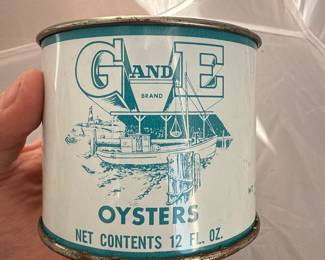 G AND E
BRAND
OYSTERS
NET CONTENTS 12 FL. OZ.